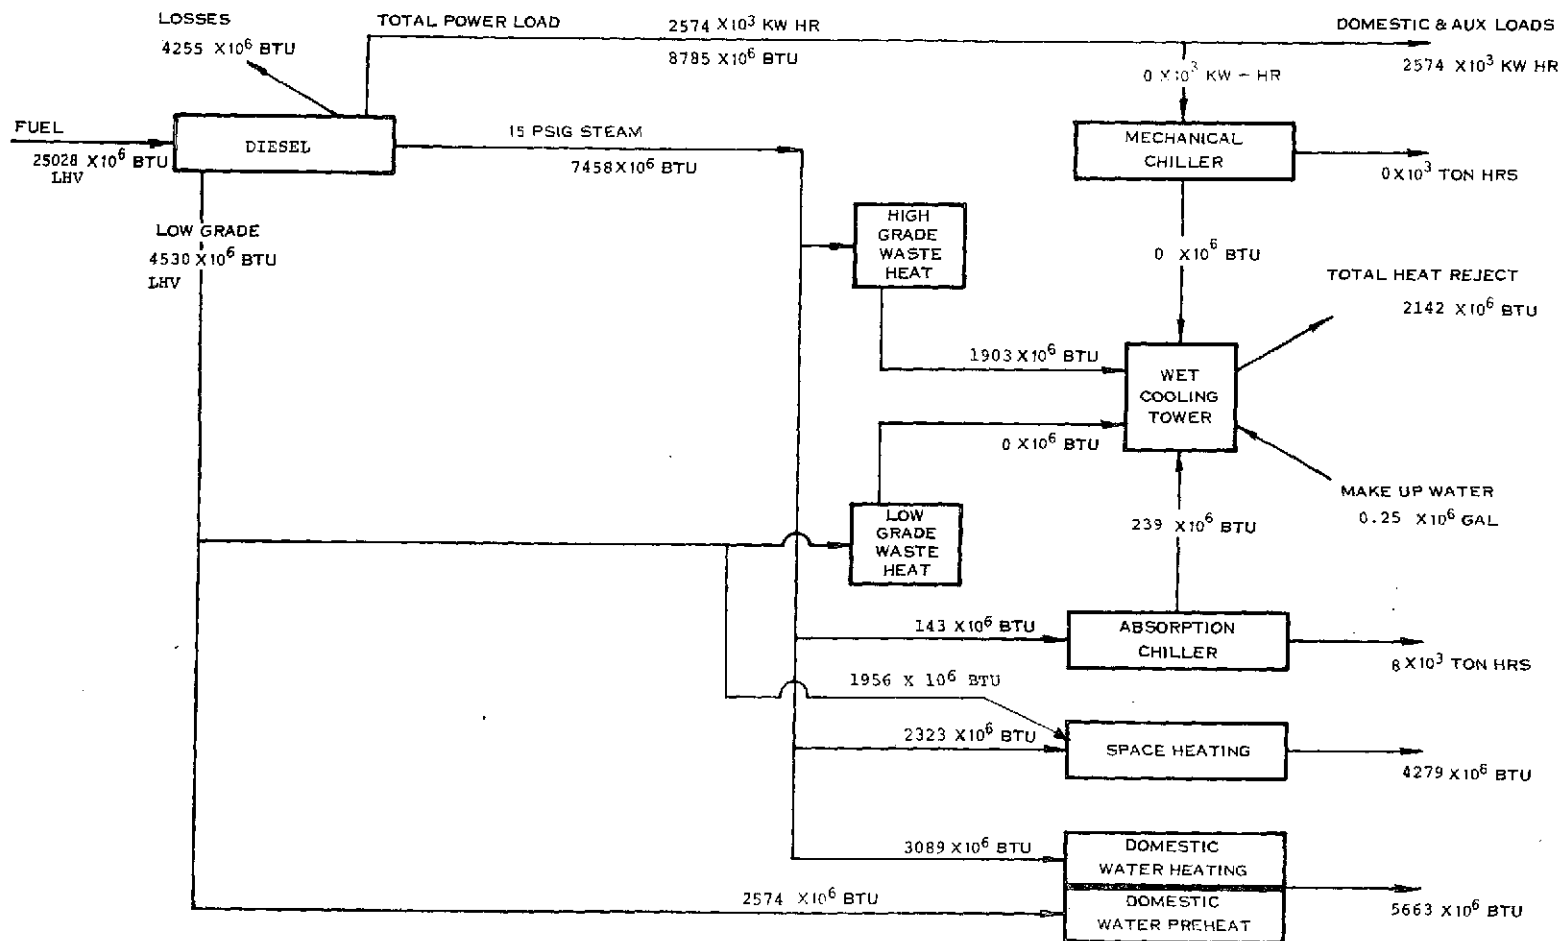 LOSSES
4255 X10⁶ BTU
TOTAL POWER LOAD
2574 X10³ KW HR
8785 X10⁶ BTU
DOMESTIC & AUX LOADS
2574 X10³ KW HR
0 X10³ KW - HR
FUEL
25028 X10⁶ BTU
LHV
DIESEL
15 PSIG STEAM
7458 X10⁶ BTU
MECHANICAL
CHILLER
0 X10³ TON HRS
LOW GRADE
4530 X10⁶ BTU
LHV
HIGH
GRADE
WASTE
HEAT
0 X10⁶ BTU
TOTAL HEAT REJECT
2142 X10⁶ BTU
1903 X10⁶ BTU
WET
COOLING
TOWER
0 X10⁶ BTU
MAKE UP WATER
0.25 X10⁶ GAL
LOW
GRADE
WASTE
HEAT
239 X10⁶ BTU
143 X10⁶ BTU
ABSORPTION
CHILLER
8 X10³ TON HRS
1956 X 10⁶ BTU
2323 X10⁶ BTU
SPACE HEATING
4279 X10⁶ BTU
3089 X10⁶ BTU
DOMESTIC
WATER HEATING
2574 X10⁶ BTU
DOMESTIC
WATER PREHEAT
5663 X10⁶ BTU